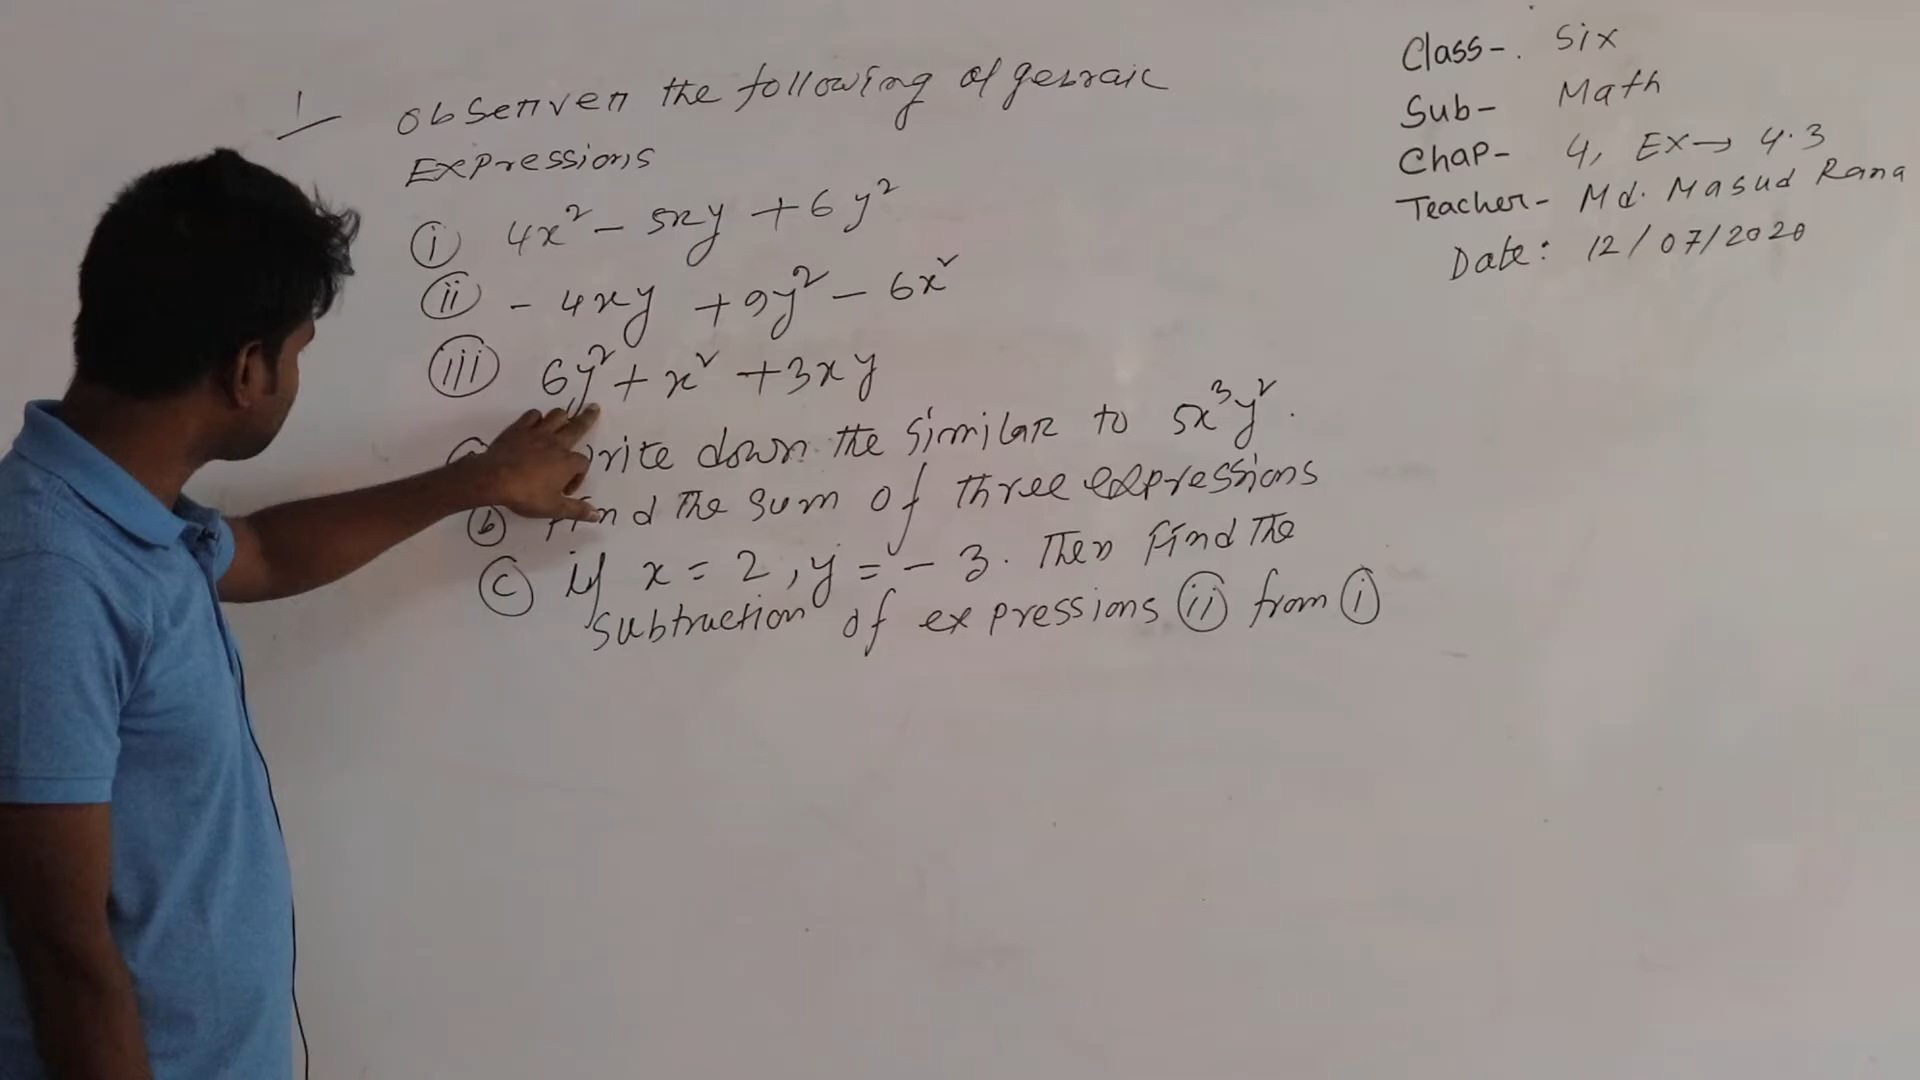 1
observen the following algebraic
Expressions
(i) 4x² - 5xy + 6y²
(ii) - 4xy + 9y² - 6x²
(iii) 6y² + x² + 3xy
down the similar to 5x³y².
(b) Find the sum of three expressions
(c) if x = 2, y = - 3. Then find the
subtraction of expressions (ii) from (i)
Class-. Six
Sub- Math
Chap- 4, Ex→ 4.3
Teacher- Md. Masud Rana
Date: 12/07/2020